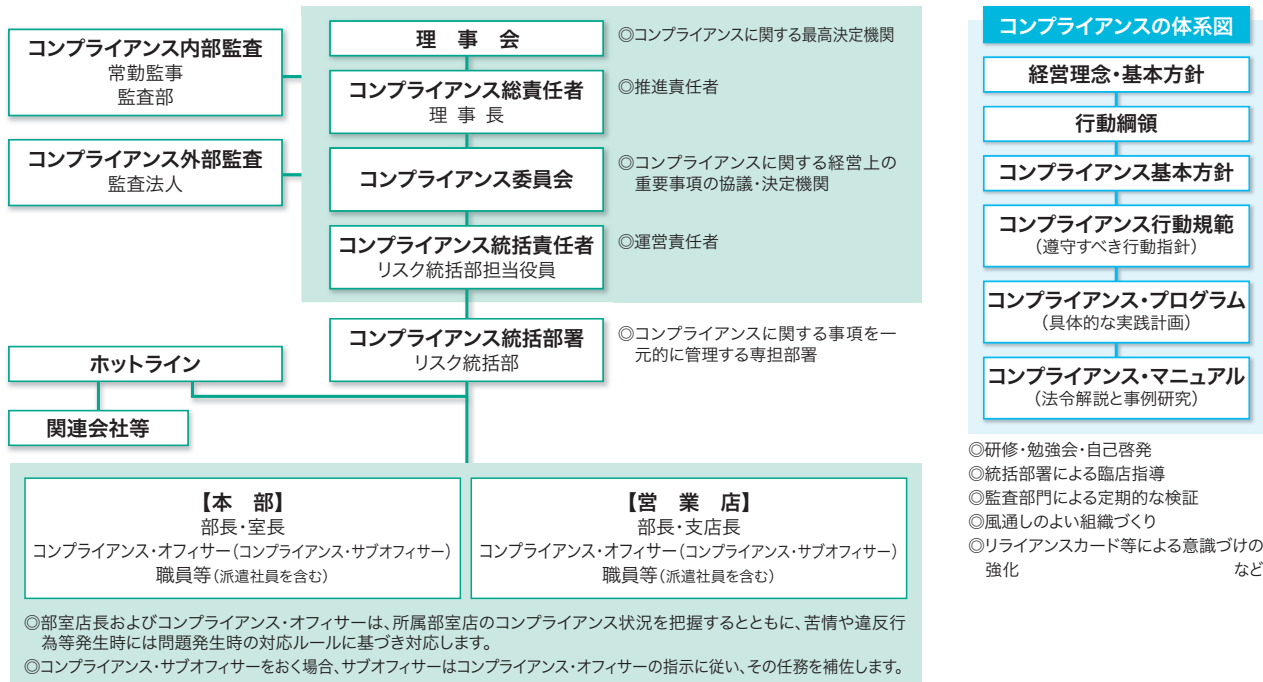 コンプライアンス内部監査
常勤監事
監査部
コンプライアンス外部監査
監査法人
理 事 会
◎コンプライアンスに関する最高決定機関
コンプライアンス総責任者
理 事 長
◎推進責任者
コンプライアンス委員会
◎コンプライアンスに関する経営上の
重要事項の協議・決定機関
コンプライアンス統括責任者
リスク統括部担当役員
◎運営責任者
コンプライアンス統括部署
リスク統括部
◎コンプライアンスに関する事項を一
元的に管理する専担部署
ホットライン
関連会社等
【本 部】
部長・室長
コンプライアンス・オフィサー(コンプライアンス・サブオフィサー)
職員等(派遣社員を含む)
【営 業 店】
部長・支店長
コンプライアンス・オフィサー(コンプライアンス・サブオフィサー)
職員等(派遣社員を含む)
◎部室店長およびコンプライアンス・オフィサーは、所属部室店のコンプライアンス状況を把握するとともに、苦情や違反行
為等発生時には問題発生時の対応ルールに基づき対応します。
◎コンプライアンス・サブオフィサーをおく場合、サブオフィサーはコンプライアンス・オフィサーの指示に従い、その任務を補佐します。
コンプライアンスの体系図
経営理念・基本方針
行動綱領
コンプライアンス基本方針
コンプライアンス行動規範
(遵守すべき行動指針)
コンプライアンス・プログラム
(具体的な実践計画)
コンプライアンス・マニュアル
(法令解説と事例研究)
◎研修・勉強会・自己啓発
◎統括部署による臨店指導
◎監査部門による定期的な検証
◎風通しのよい組織づくり
◎リライアンスカード等による意識づけの
強化 など